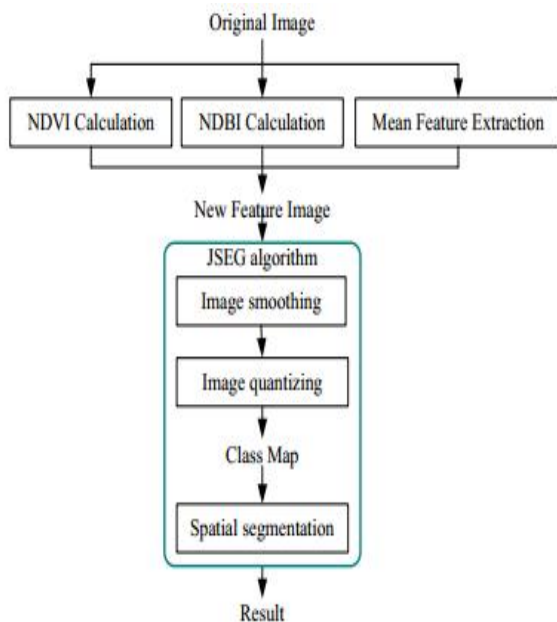 Original Image
NDVI Calculation
NDBI Calculation
Mean Feature Extraction
New Feature Image
JSEG algorithm
Image smoothing
Image quantizing
Class Map
Spatial segmentation
Result